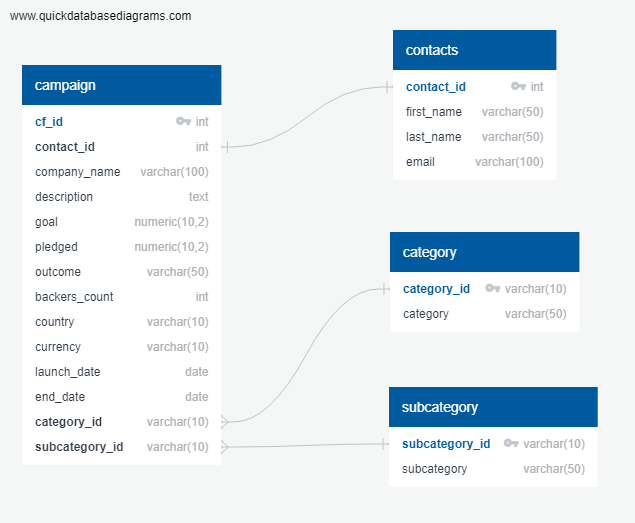 www.quickdatabasediagrams.com
campaign
cf_id int
contact_id int
company_name varchar(100)
description text
goal numeric(10,2)
pledged numeric(10,2)
outcome varchar(50)
backers_count int
country varchar(10)
currency varchar(10)
launch_date date
end_date date
category_id varchar(10)
subcategory_id varchar(10)
contacts
contact_id int
first_name varchar(50)
last_name varchar(50)
email varchar(100)
category
category_id varchar(10)
category varchar(50)
subcategory
subcategory_id varchar(10)
subcategory varchar(50)